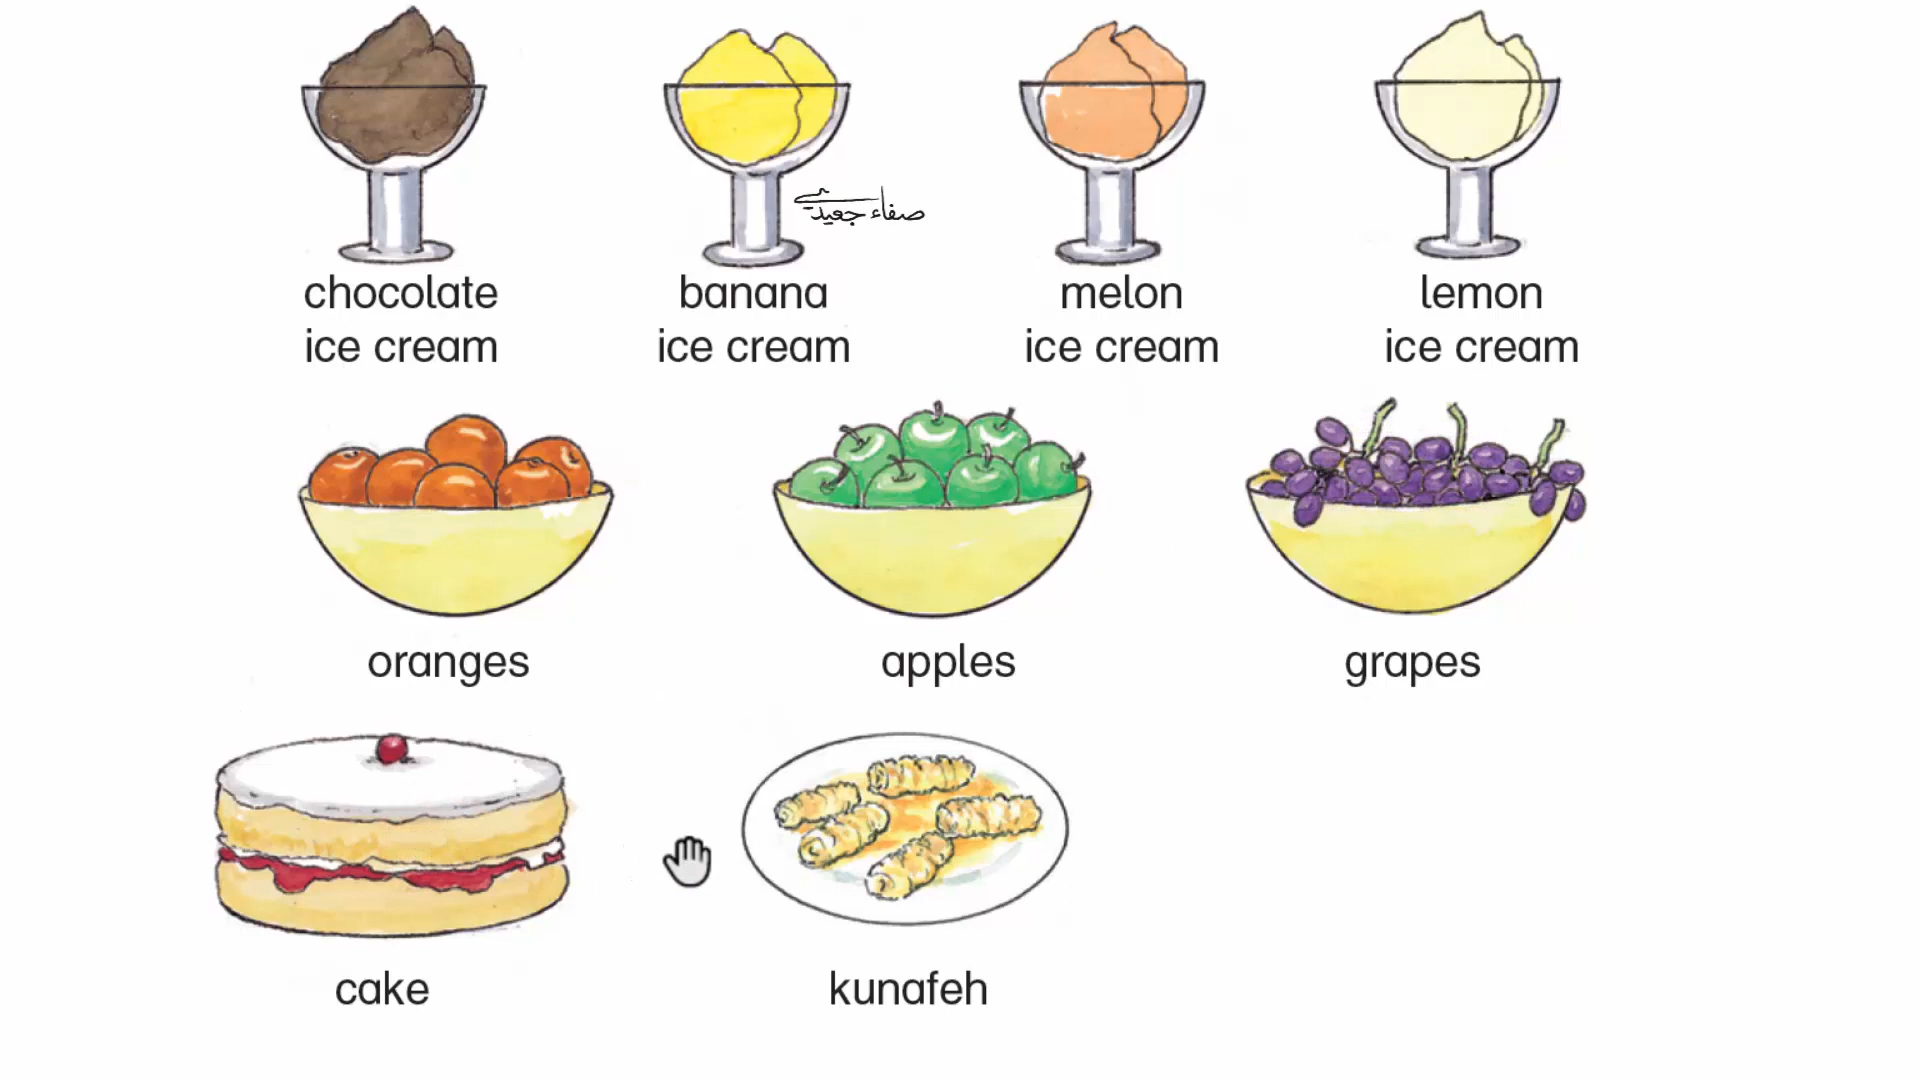 صفاء جعيدي
chocolate
ice cream
banana
ice cream
melon
ice cream
lemon
ice cream
oranges
apples
grapes
cake
kunafeh